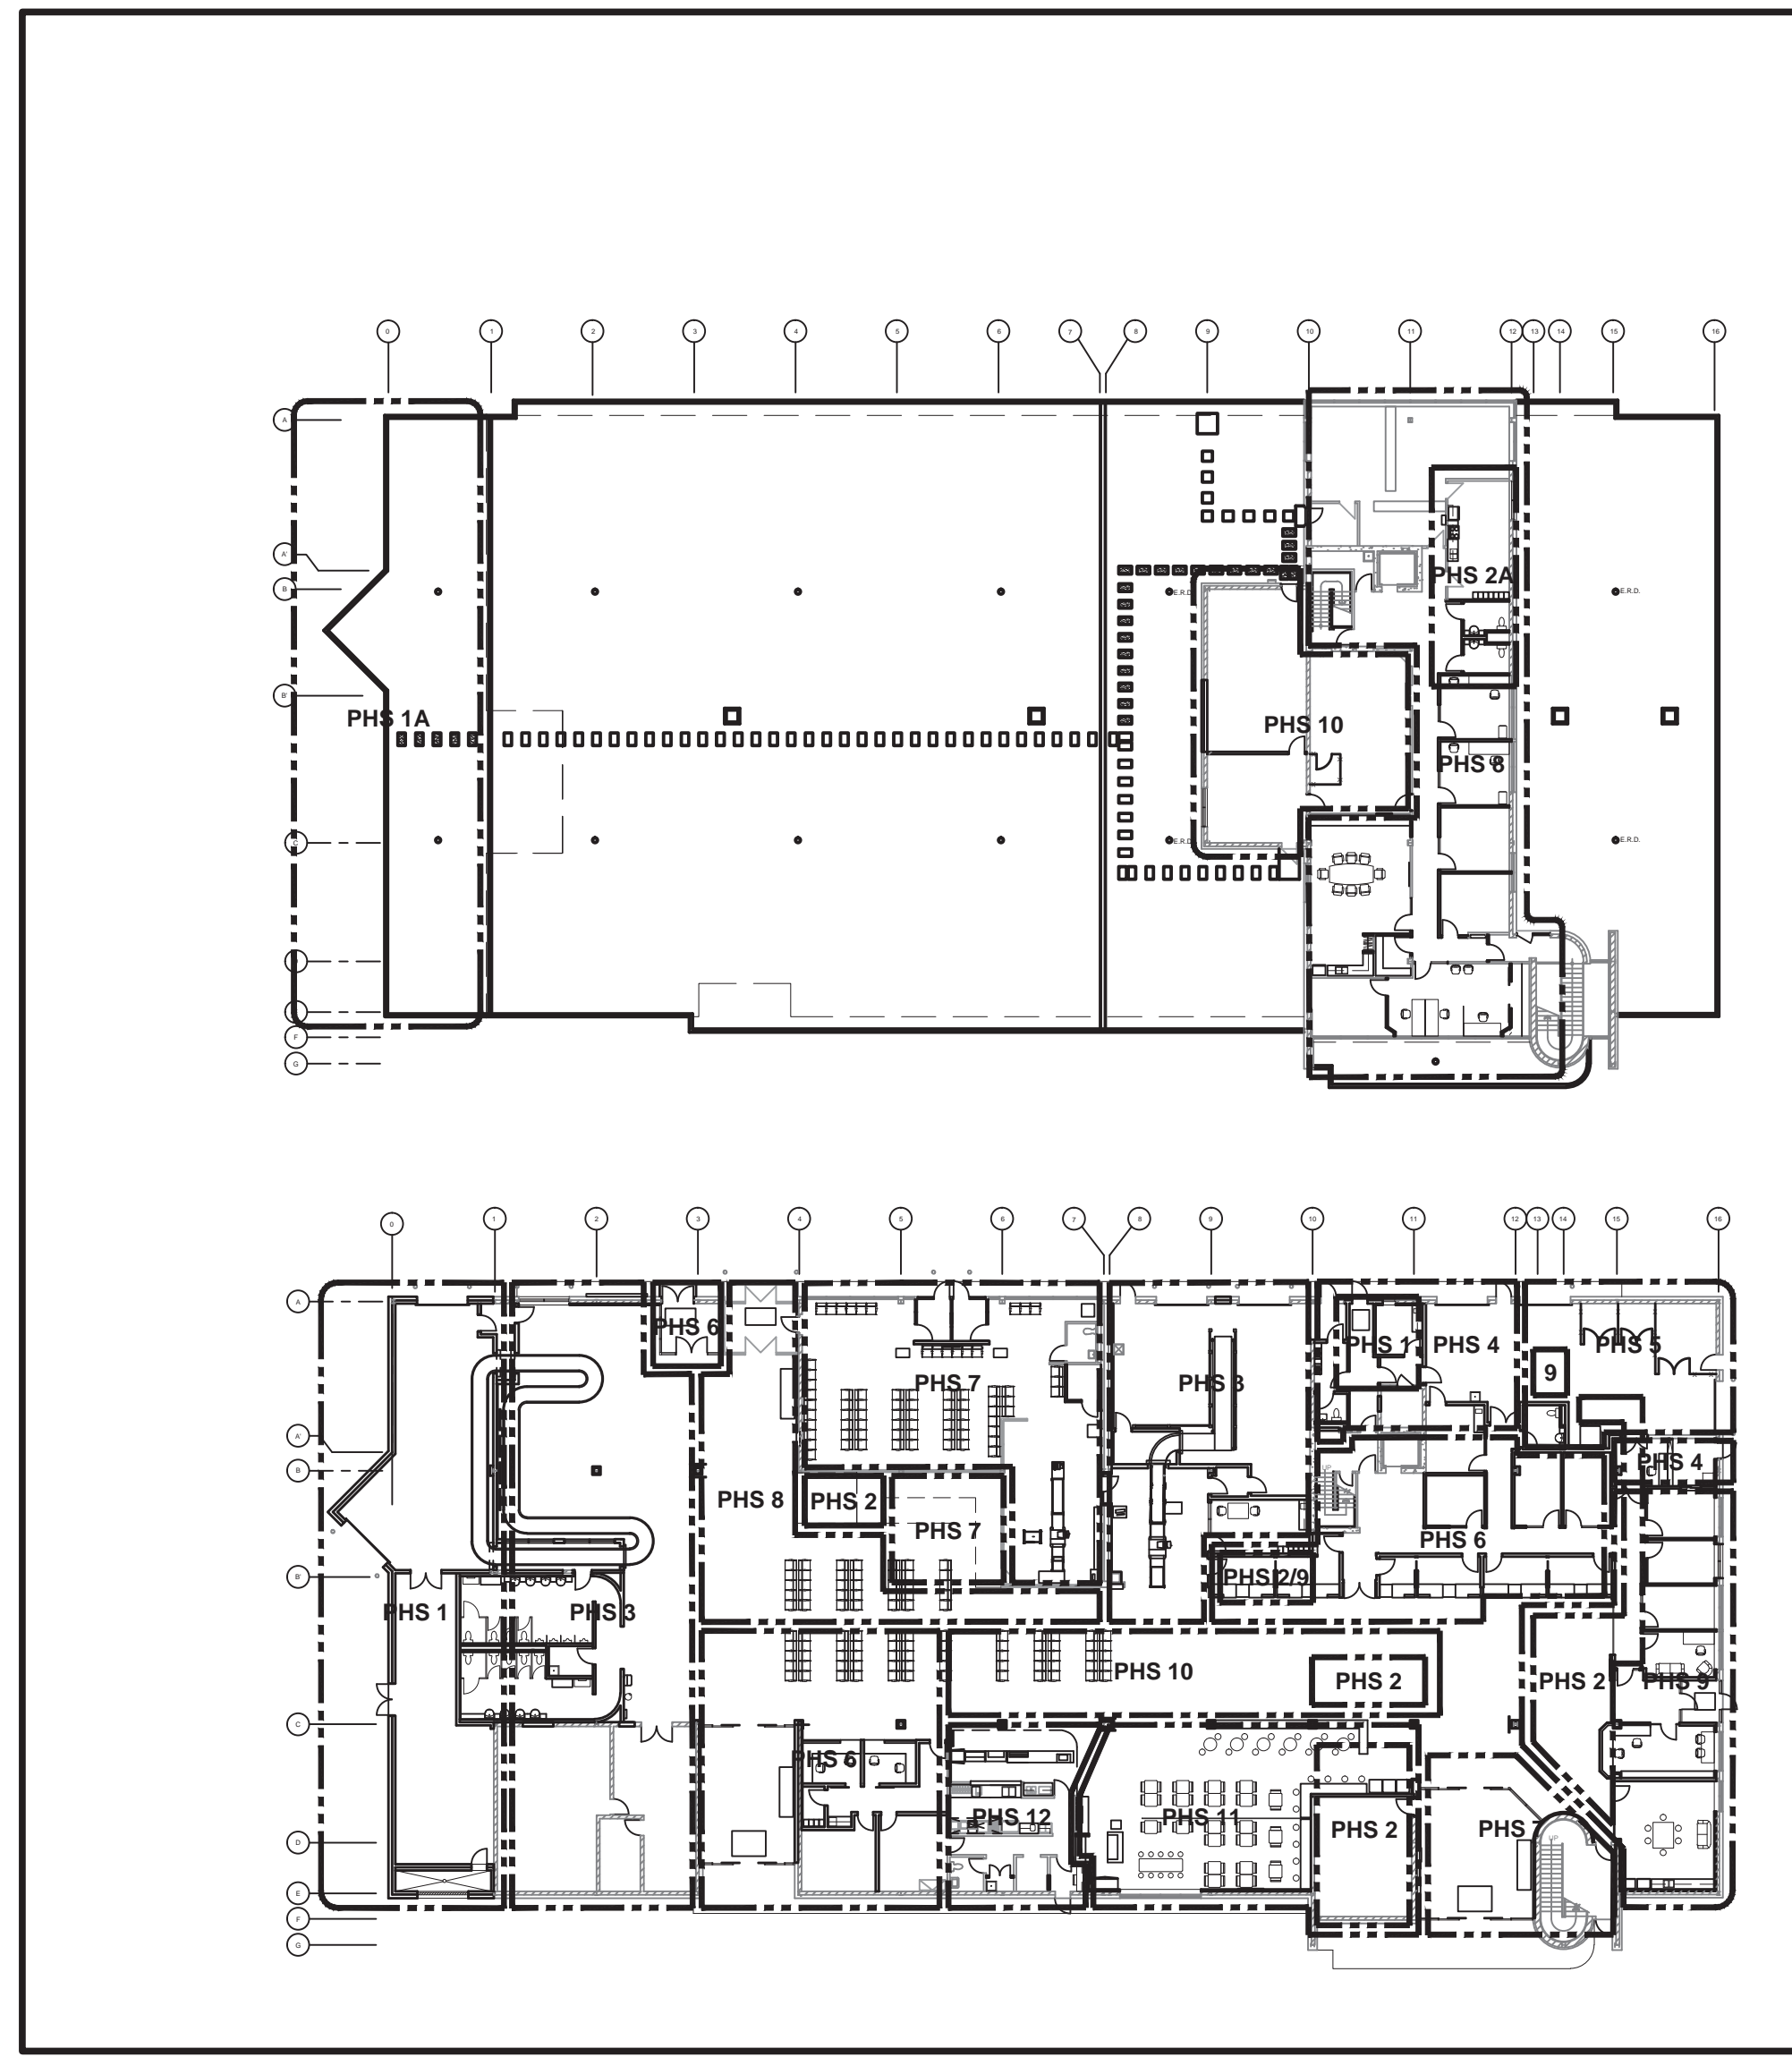 0 1 2 3 4 5 6 7 8 9 10 11 12 13 14 15 16
A
A'
B
E.R.D. E.R.D.
PHS 2A
B'
PHS 1A
PHS 10
PHS 8
C
E.R.D. E.R.D.
F
G
0 1 2 3 4 5 6 7 8 9 10 11 12 13 14 15 16
A
PHS 6
PHS 1 PHS 4 PHS 5
PHS 7 PHS 3 9
A'
B
PHS 4
UP
PHS 8 PHS 2
PHS 7 PHS 6
B'
PHS 2/9
PHS 1 PHS 3
PHS 10 PHS 2 PHS 2 PHS 9
C
PHS 6
PHS 12 PHS 11 PHS 2 PHS 7
UP
D
E
F
G